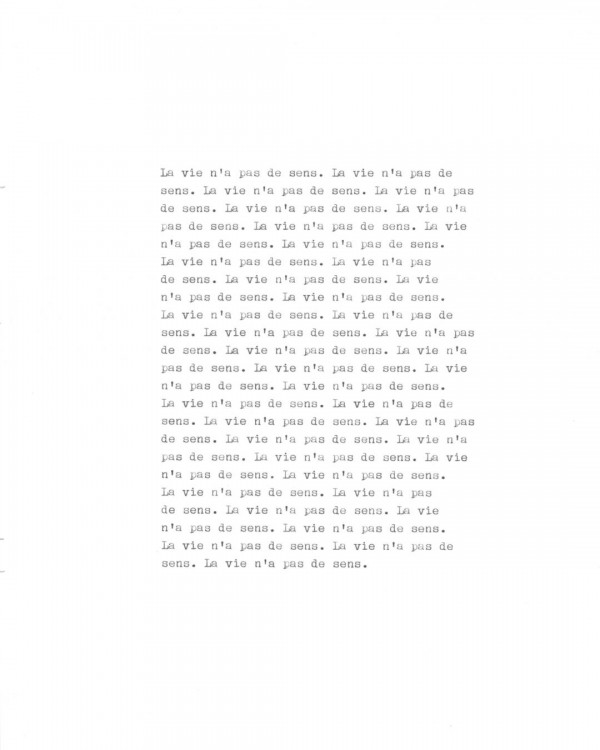 La vie n'a pas de sens. La vie n'a pas de
sens. La vie n'a pas de sens. La vie n'a pas
de sens. La vie n'a pas de sens. La vie n'a
pas de sens. La vie n'a pas de sens. La vie
n'a pas de sens. La vie n'a pas de sens.
La vie n'a pas de sens. La vie n'a pas
de sens. La vie n'a pas de sens. La vie
n'a pas de sens. La vie n'a pas de sens.
La vie n'a pas de sens. La vie n'a pas de
sens. La vie n'a pas de sens. La vie n'a pas
de sens. La vie n'a pas de sens. La vie n'a
pas de sens. La vie n'a pas de sens. La vie
n'a pas de sens. La vie n'a pas de sens.
La vie n'a pas de sens. La vie n'a pas de
sens. La vie n'a pas de sens. La vie n'a pas
de sens. La vie n'a pas de sens. La vie n'a
pas de sens. La vie n'a pas de sens. La vie
n'a pas de sens. La vie n'a pas de sens.
La vie n'a pas de sens. La vie n'a pas
de sens. La vie n'a pas de sens. La vie
n'a pas de sens. La vie n'a pas de sens.
La vie n'a pas de sens. La vie n'a pas de
sens. La vie n'a pas de sens.